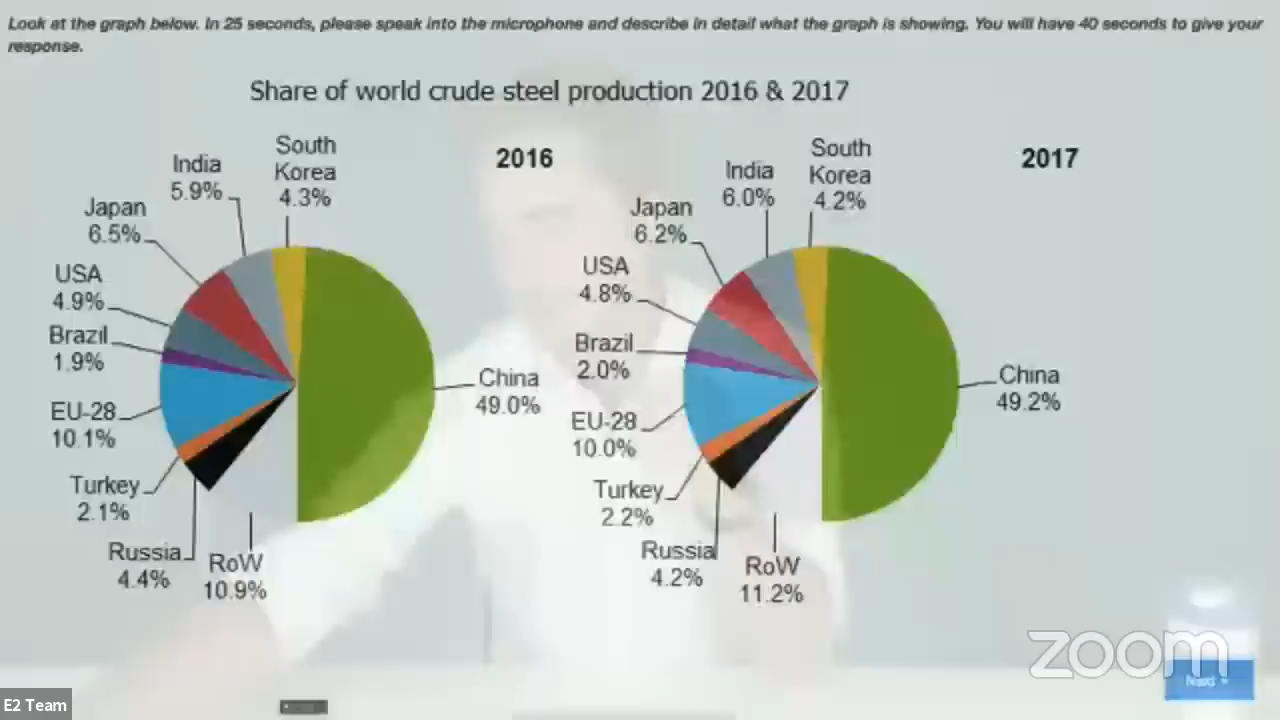 Look at the graph below. In 25 seconds, please speak into the microphone and describe in detail what the graph is showing. You will have 40 seconds to give your
response.
Share of world crude steel production 2016 & 2017
2016
South
Korea
4.3%
India
5.9%
Japan
6.5%
USA
4.9%
Brazil
1.9%
EU-28
10.1%
Turkey
2.1%
Russia
4.4%
RoW
10.9%
China
49.0%
2017
South
Korea
4.2%
India
6.0%
Japan
6.2%
USA
4.8%
Brazil
2.0%
EU-28
10.0%
Turkey
2.2%
Russia
4.2%
RoW
11.2%
China
49.2%
zoom
Next
E2 Team